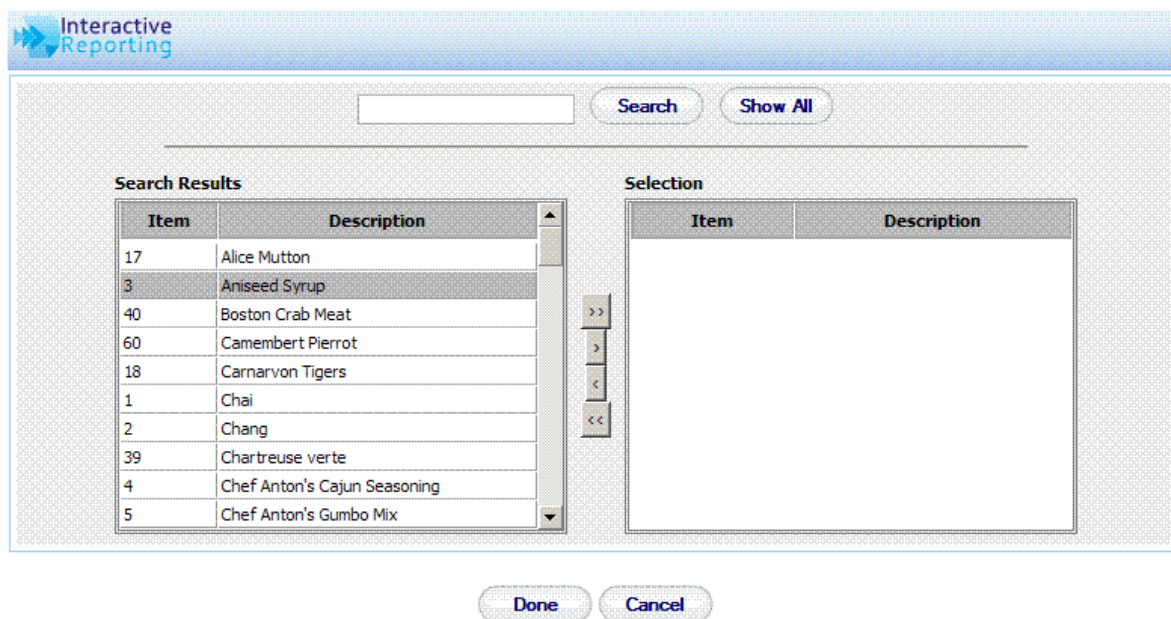 Interactive
Reporting
Search Show All
Search Results Selection
Item Description Item Description
17 Alice Mutton
3 Aniseed Syrup
40 Boston Crab Meat
60 Camembert Pierrot
18 Carnarvon Tigers
1 Chai
2 Chang
39 Chartreuse verte
4 Chef Anton's Cajun Seasoning
5 Chef Anton's Gumbo Mix
>>
>
<
<<
Done Cancel